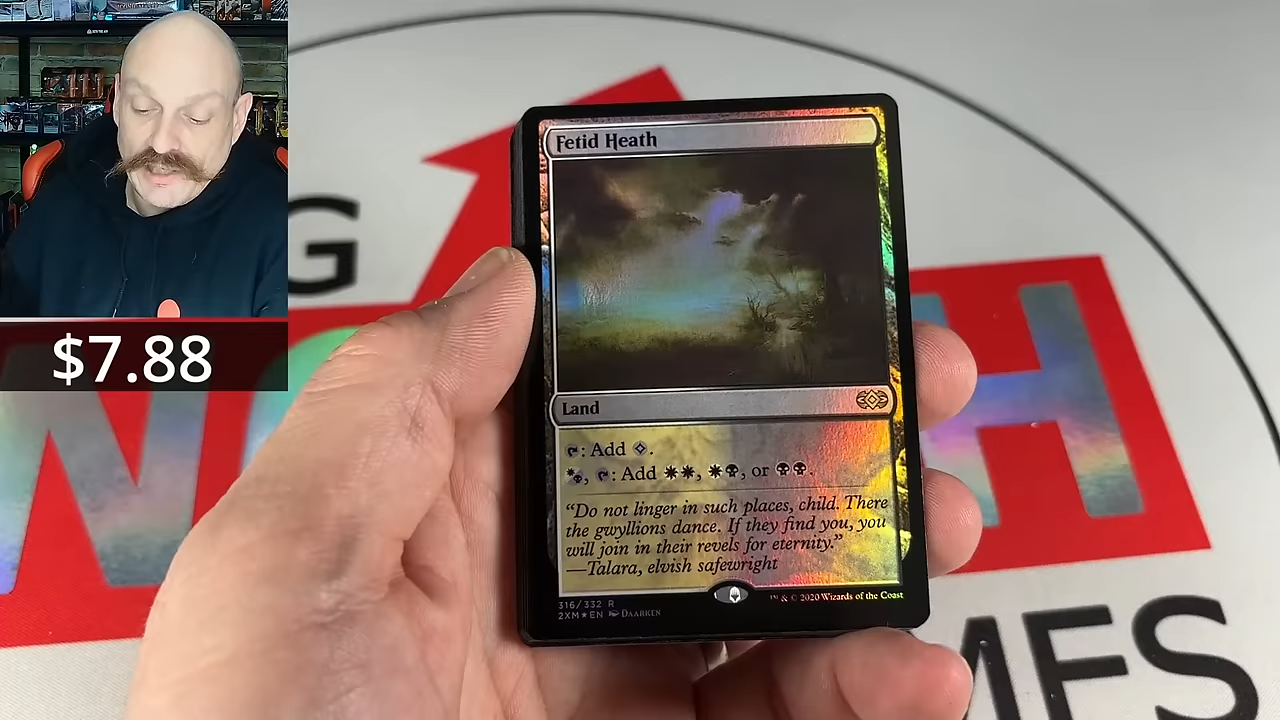 $7.88
Fetid Heath
Land
: Add .
, : Add , , or .
“Do not linger in such places, child. There
the gwyllions dance. If they find you, you
will join in their revels for eternity.”
—Talara, elvish safewright
316/332 R
2XM★EN DAARKEN
™ & © 2020 Wizards of the Coast
G
H
MES